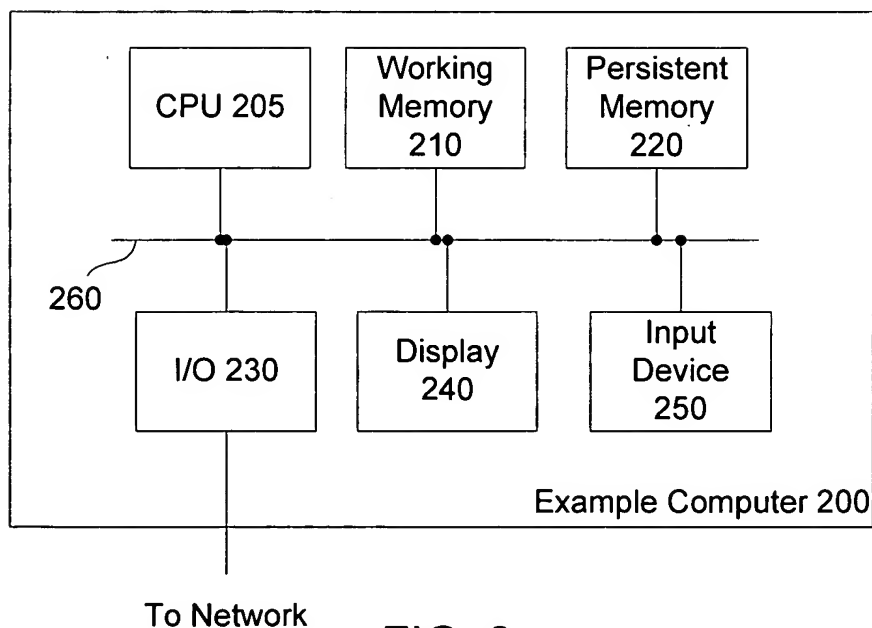 CPU 205
Working
Memory
210
Persistent
Memory
220
260
I/O 230
Display
240
Input
Device
250
Example Computer 200
To Network